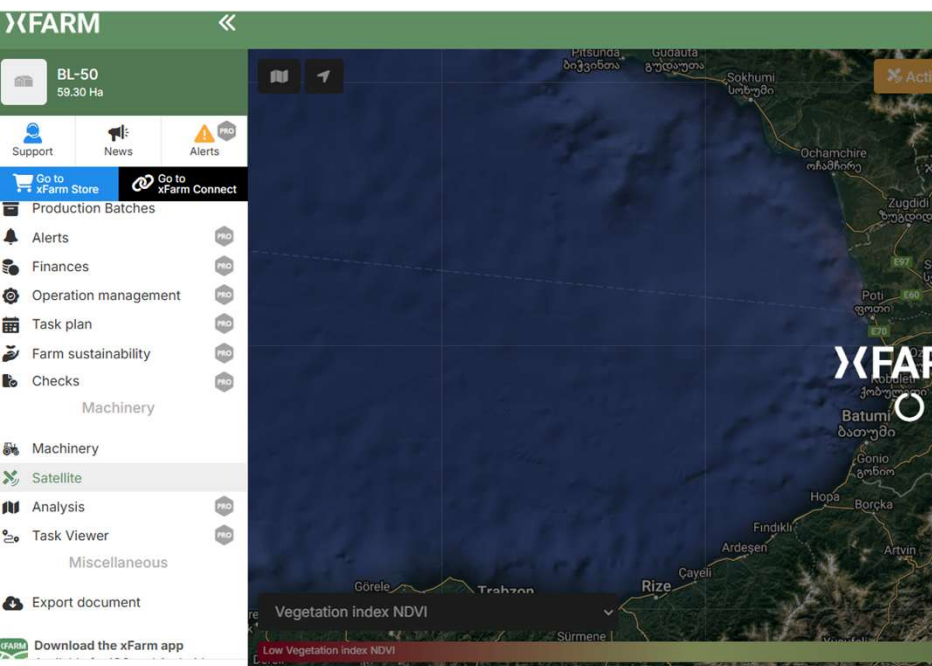 XFARM
BL-50
59.30 Ha
Support
News
PRO
Alerts
Go to
xFarm Store
Go to
xFarm Connect
Production Batches
Alerts PRO
Finances PRO
Operation management PRO
Task plan PRO
Farm sustainability PRO
Checks PRO
Machinery
Machinery
Satellite
Analysis PRO
Task Viewer PRO
Miscellaneous
Export document
Download the xFarm app
Pitsunda
ბიჭვინთა
Gudauta
გუდაუთა
Sokhumi
სოხუმი
Acti
Ochamchire
ოჩამჩირე
Zugdidi
ზუგდიდი
E97
Poti
ფოთი
E60
E70
XFAR
Kobuleti
ქობულეთი
Batumi
ბათუმი
Gonio
გონიო
Hopa
Borçka
Fındıklı
Ardeşen
Artvin
Çayeli
Rize
Görele
Trabzon
Vegetation index NDVI
Sürmene
Low Vegetation index NDVI